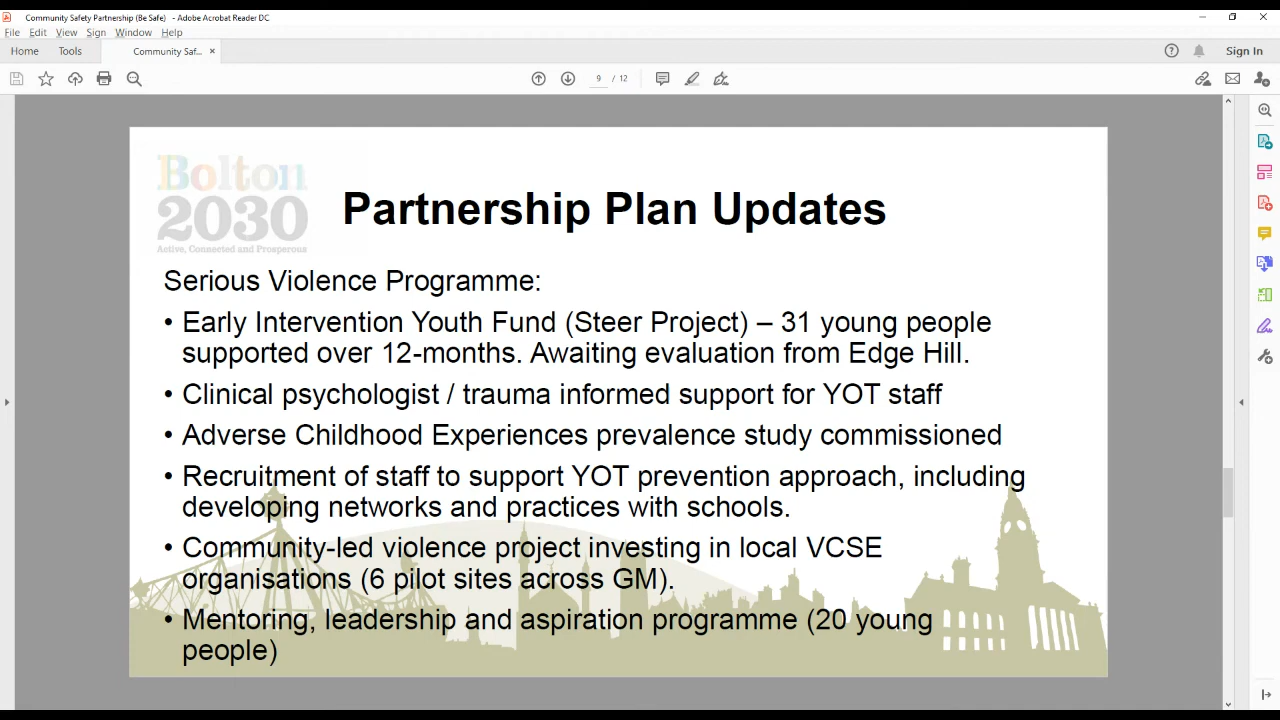 Community Safety Partnership (Be Safe) - Adobe Acrobat Reader DC
File Edit View Sign Window Help
Home Tools Community Saf... × Sign In
9 / 12
Bolton
2030
Active, Connected and Prosperous
Partnership Plan Updates
Serious Violence Programme:
• Early Intervention Youth Fund (Steer Project) – 31 young people
supported over 12-months. Awaiting evaluation from Edge Hill.
• Clinical psychologist / trauma informed support for YOT staff
• Adverse Childhood Experiences prevalence study commissioned
• Recruitment of staff to support YOT prevention approach, including
developing networks and practices with schools.
• Community-led violence project investing in local VCSE
organisations (6 pilot sites across GM).
• Mentoring, leadership and aspiration programme (20 young
people)